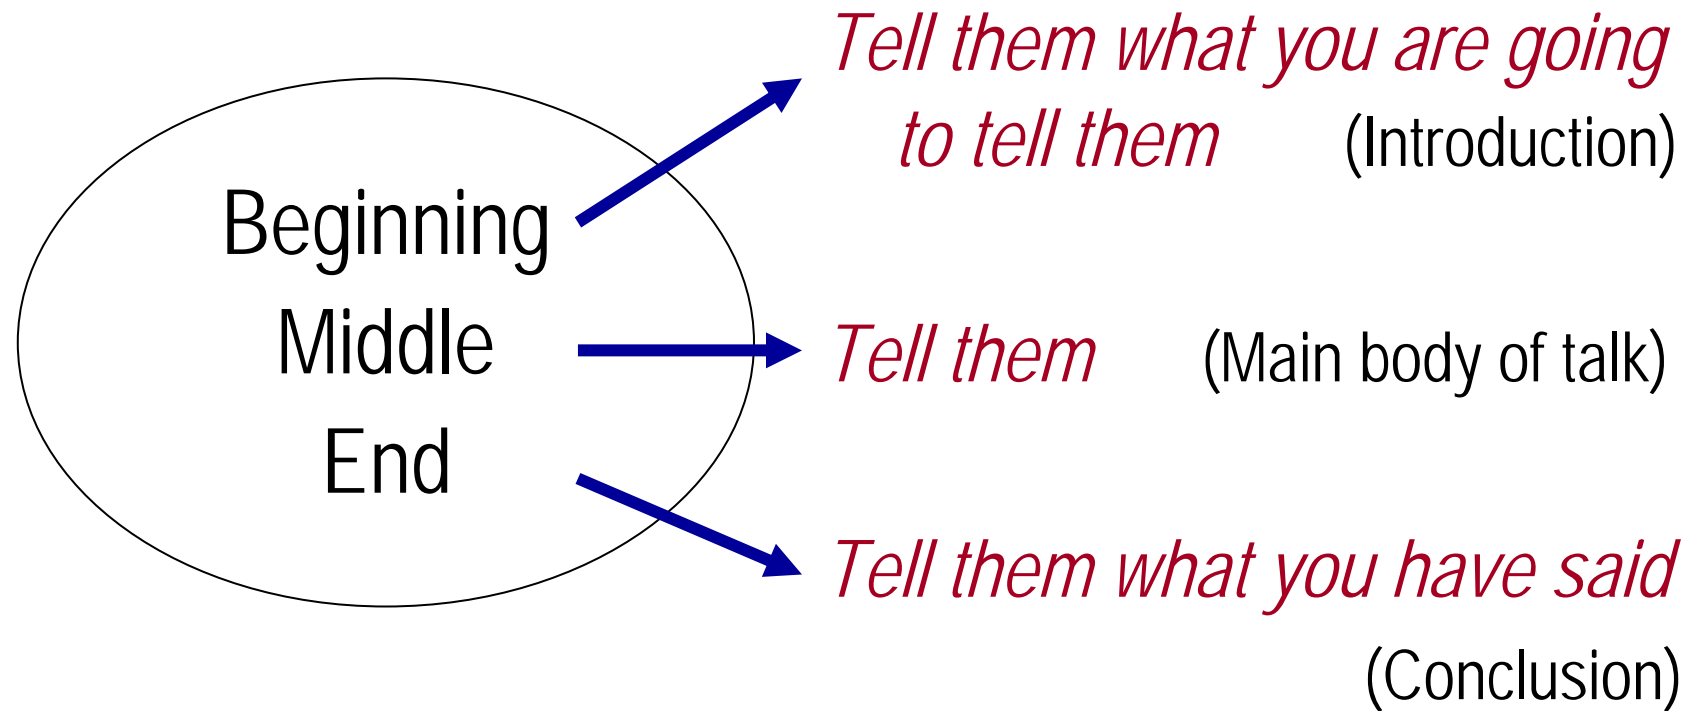 Tell them what you are going
to tell them (Introduction)
Beginning
Middle
End
Tell them (Main body of talk)
Tell them what you have said
(Conclusion)